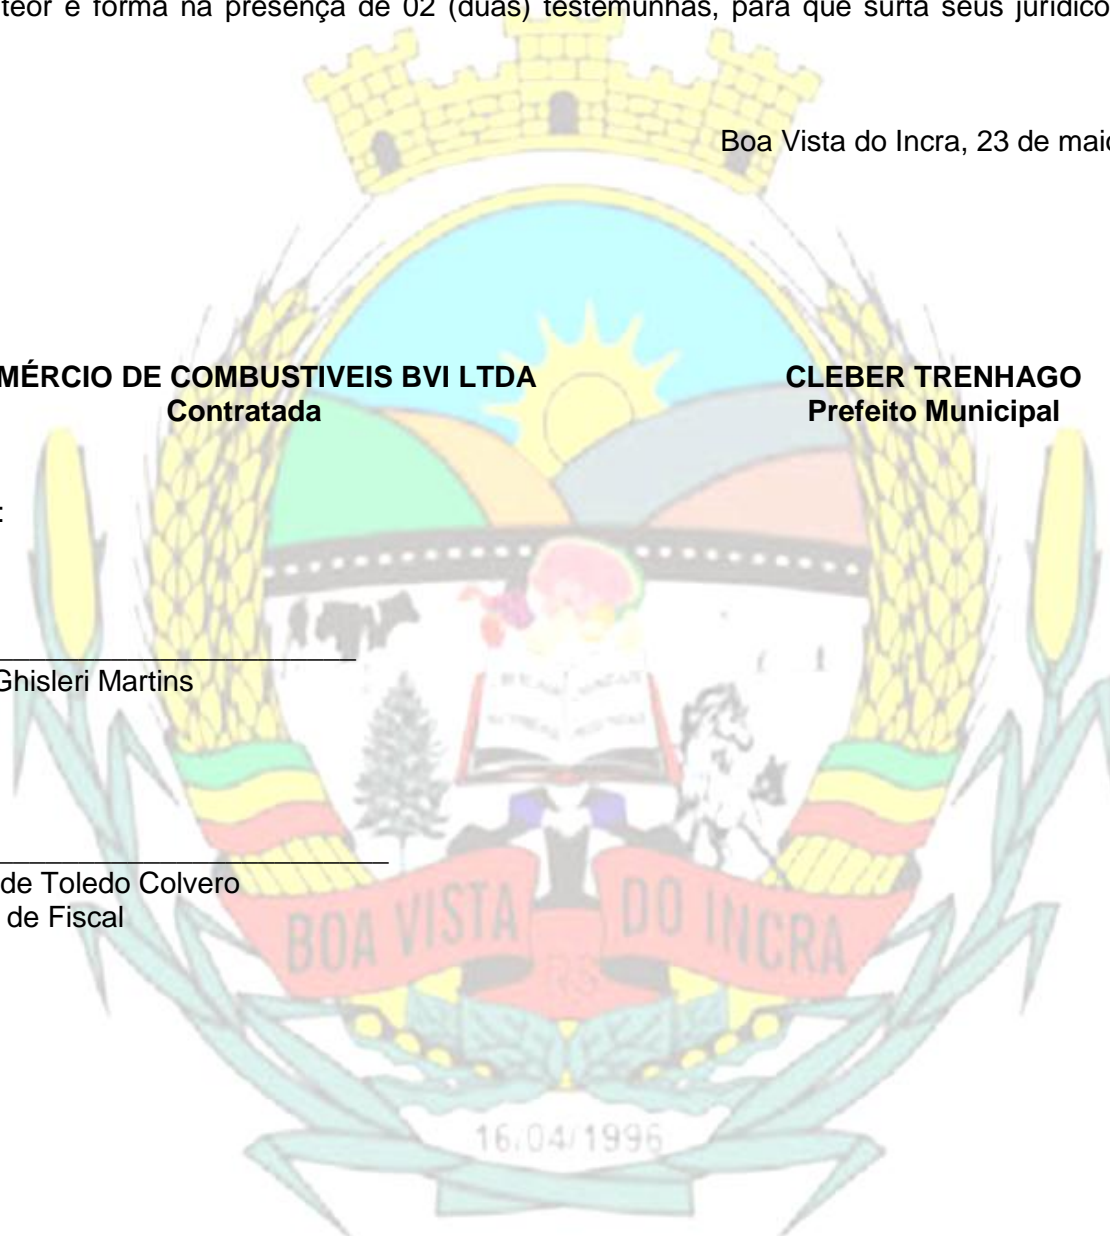 teor e forma na presença de 02 (duas) testemunhas, para que surta seus jurídico
Boa Vista do Incra, 23 de maio
MÉRCIO DE COMBUSTIVEIS BVI LTDA
Contratada
CLEBER TRENHAGO
Prefeito Municipal
:
Ghisleri Martins
de Toledo Colvero
de Fiscal
BOA VISTA DO INCRA
RS
16/04/1996